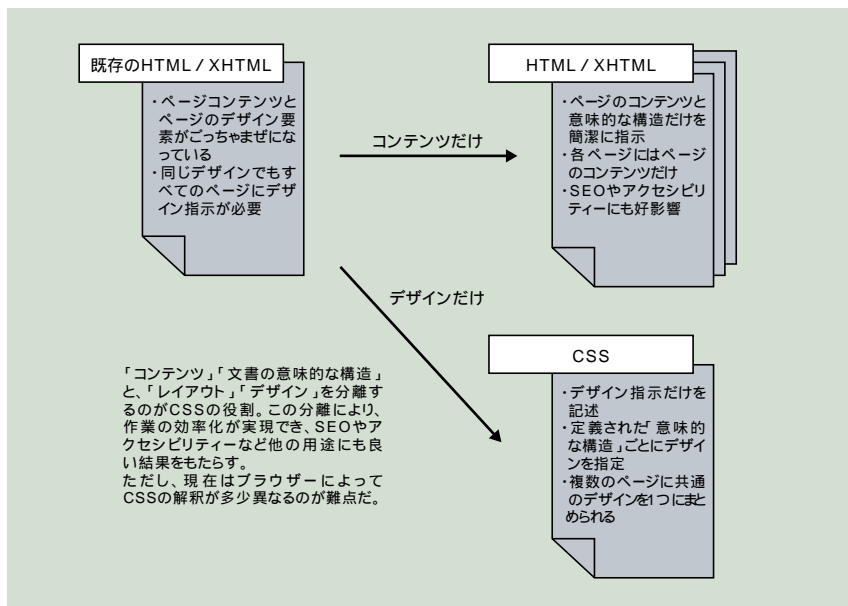 既存のHTML / XHTML
・ページコンテンツと
ページのデザイン要
素がごっちゃまぜにな
っている
・同じデザインでもす
べてのページにデザ
イン指示が必要
コンテンツだけ
HTML / XHTML
・ページのコンテンツと
意味的な構造だけを
簡潔に指示
・各ページにはページ
のコンテンツだけ
・SEOやアクセシビリ
ティーにも好影響
デザインだけ
CSS
・デザイン指示だけを
記述
・定義された「意味的
な構造」ごとにデザイ
ンを指定
・複数のページに共通
のデザインを1つにまと
められる
「コンテンツ」「文書の意味的な構造」
と、「レイアウト」「デザイン」を分離す
るのがCSSの役割。この分離により、
作業の効率化が実現でき、SEOやア
クセシビリティーなど他の用途にも良
い結果をもたらす。
ただし、現在はブラウザーによって
CSSの解釈が多少異なるのが難点だ。